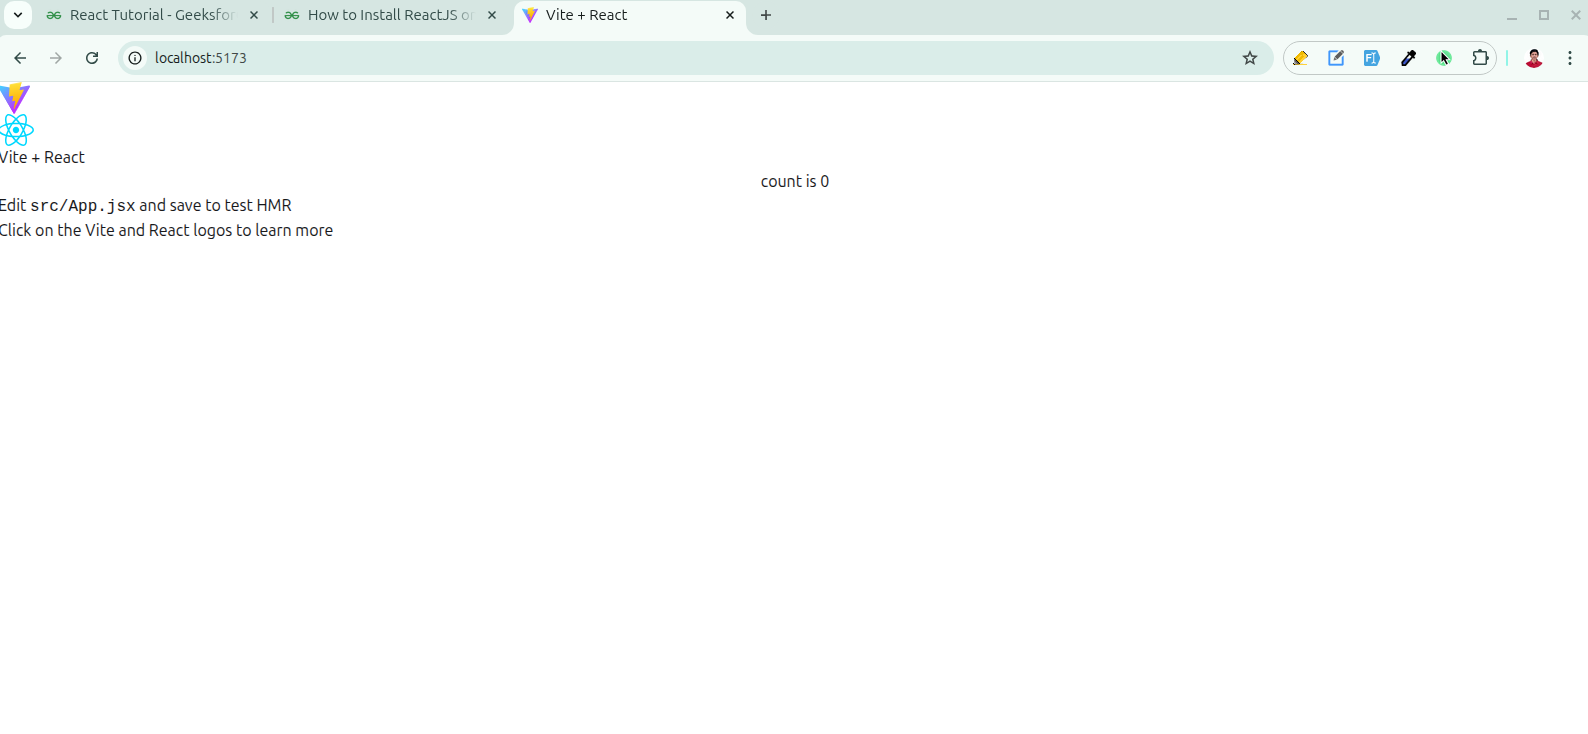 React Tutorial - Geeksfor
How to Install ReactJS or
Vite + React
localhost:5173
Vite + React
count is 0
Edit src/App.jsx and save to test HMR
Click on the Vite and React logos to learn more